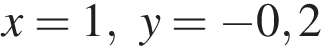 x = 1, y = −0, 2